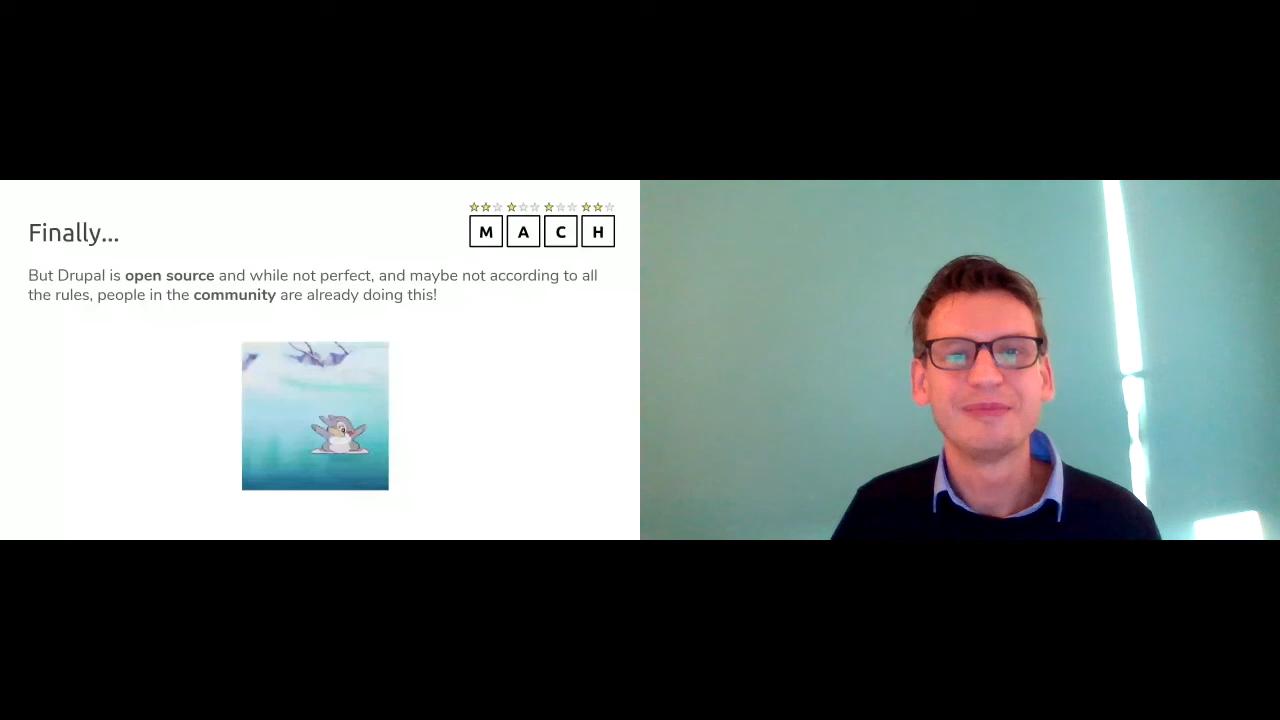 Finally...
M A C H
But Drupal is open source and while not perfect, and maybe not according to all
the rules, people in the community are already doing this!